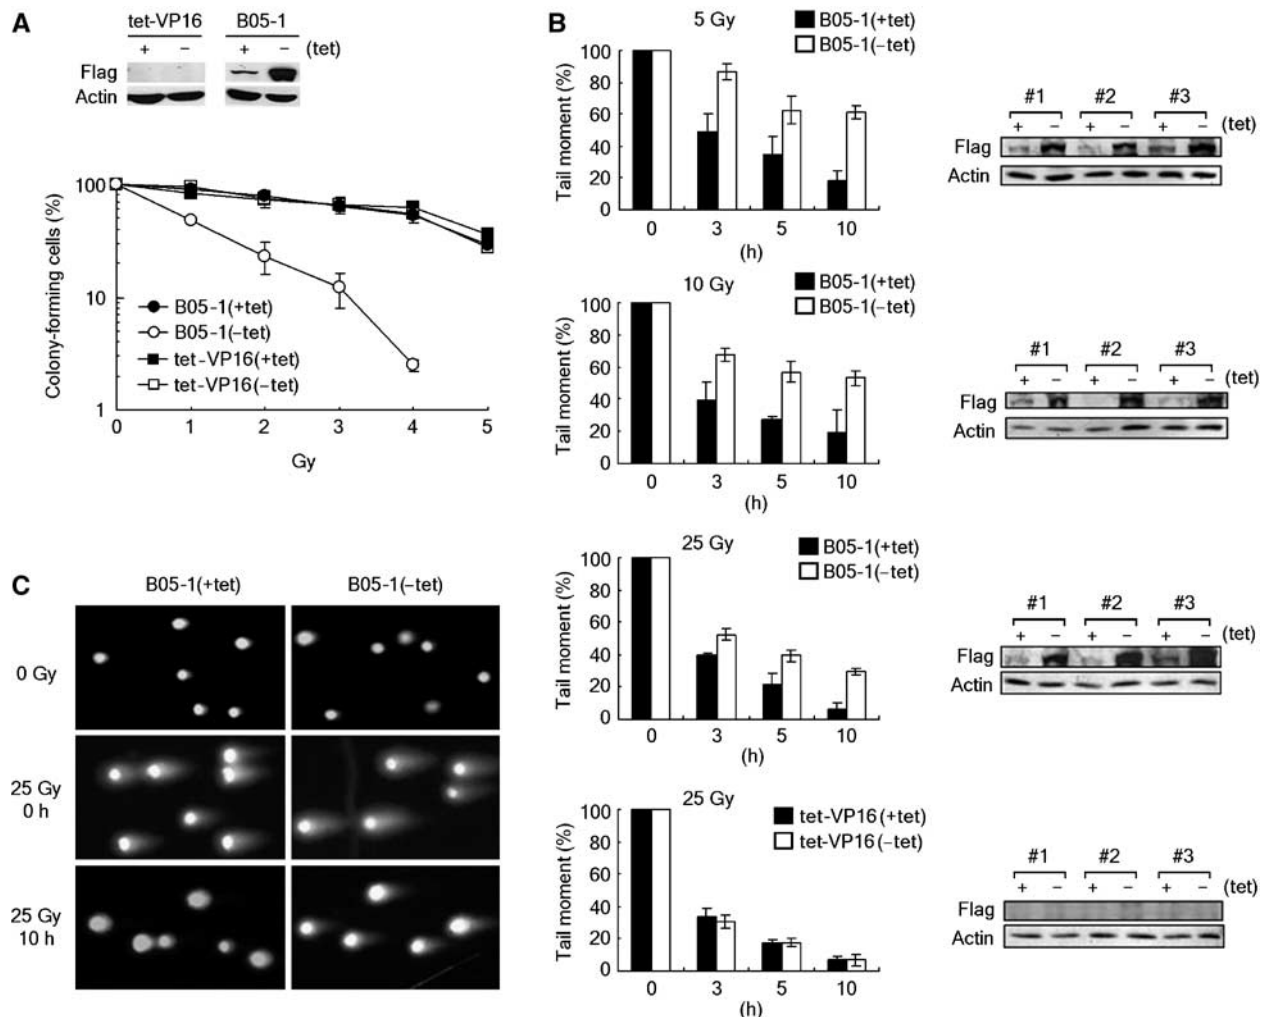 A
tet-VP16 B05-1
+ − + − (tet)
Flag
Actin
Colony-forming cells (%)
100
10
1
B05-1(+tet)
B05-1(−tet)
tet-VP16(+tet)
tet-VP16(−tet)
0 1 2 3 4 5
Gy
B
5 Gy
B05-1(+tet)
B05-1(−tet)
Tail moment (%)
100
80
60
40
20
0
0 3 5 10
(h)
#1 #2 #3
+ − + − + − (tet)
Flag
Actin
10 Gy
B05-1(+tet)
B05-1(−tet)
Tail moment (%)
100
80
60
40
20
0
0 3 5 10
(h)
#1 #2 #3
+ − + − + − (tet)
Flag
Actin
25 Gy
B05-1(+tet)
B05-1(−tet)
Tail moment (%)
100
80
60
40
20
0
0 3 5 10
(h)
#1 #2 #3
+ − + − + − (tet)
Flag
Actin
25 Gy
tet-VP16(+tet)
tet-VP16(−tet)
Tail moment (%)
100
80
60
40
20
0
0 3 5 10
(h)
#1 #2 #3
+ − + − + − (tet)
Flag
Actin
C
B05-1(+tet) B05-1(−tet)
0 Gy
25 Gy
0 h
25 Gy
10 h